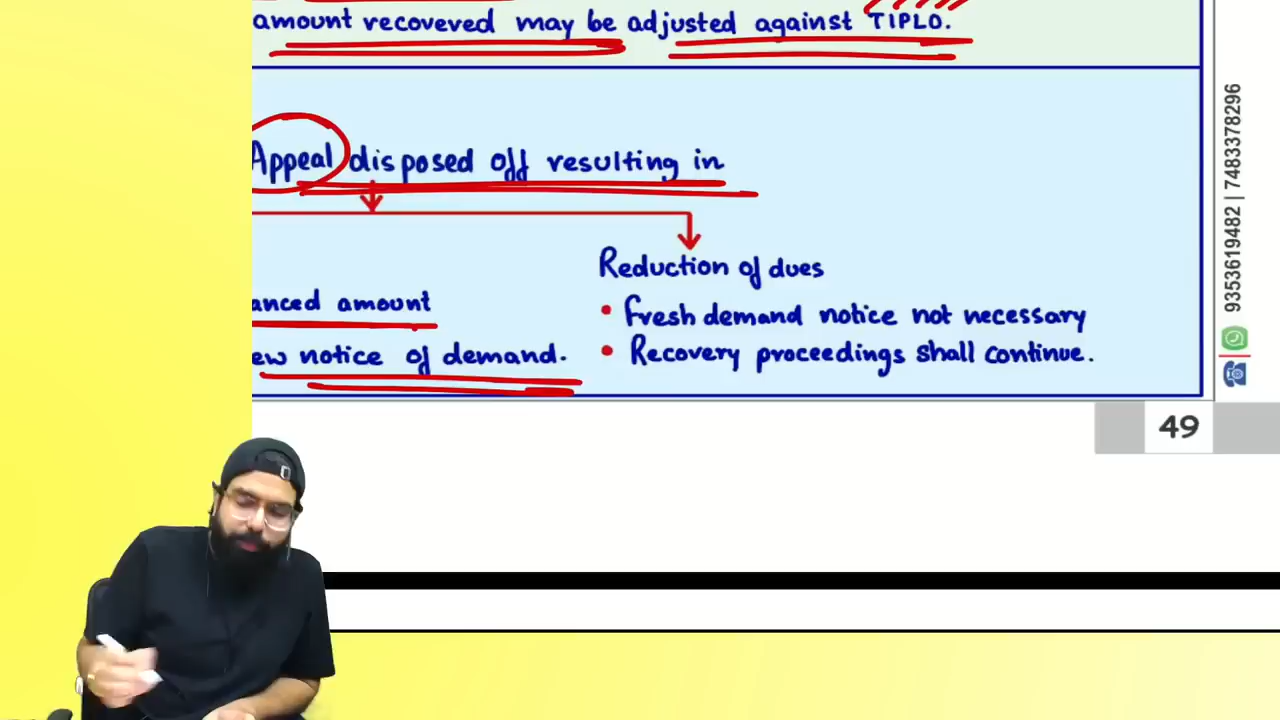 amount recoveved may be adjusted against TIPLO.
Appeal disposed off resulting in
Reduction of dues
anced amount
• Fresh demand notice not necessary
ew notice of demand.
• Recovery proceedings shall continue.
9353619482 | 7483378296
49